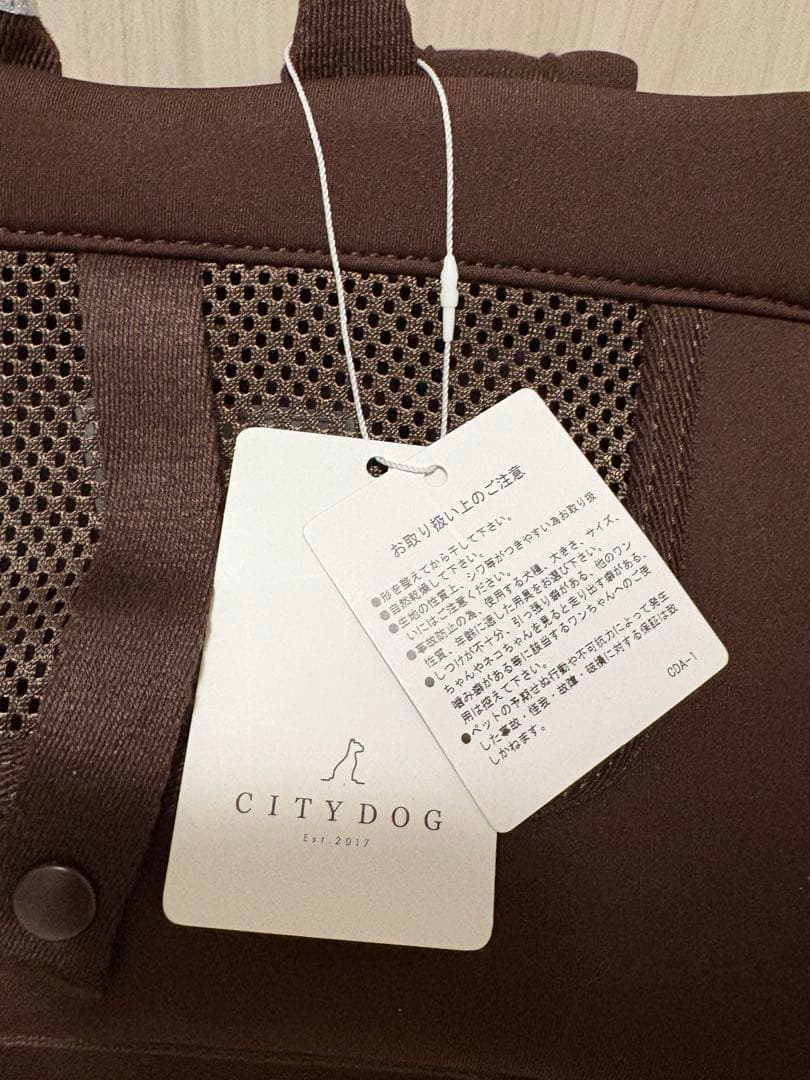 CITYDOG
Est.2017
お取り扱い上のご注意
●形を整えてから干して下さい。
●自然乾燥して下さい。
●生地の性質上、シワ等がつきやすい為お取り扱
いにはご注意ください。
●事故防止の為、使用する犬種、大きさ、サイズ、
性質、年齢に適した用具をお選び下さい。
●しつけが不十分、引っ張り癖がある、他のワン
ちゃんやネコちゃんを見ると走り出す癖がある、
噛み癖がある等に該当するワンちゃんへのご使
用は控えて下さい。
●ペットの予期せぬ行動や不可抗力によって発生
した事故・怪我・故障・破損に対する保証は致
しかねます。
CDA-1